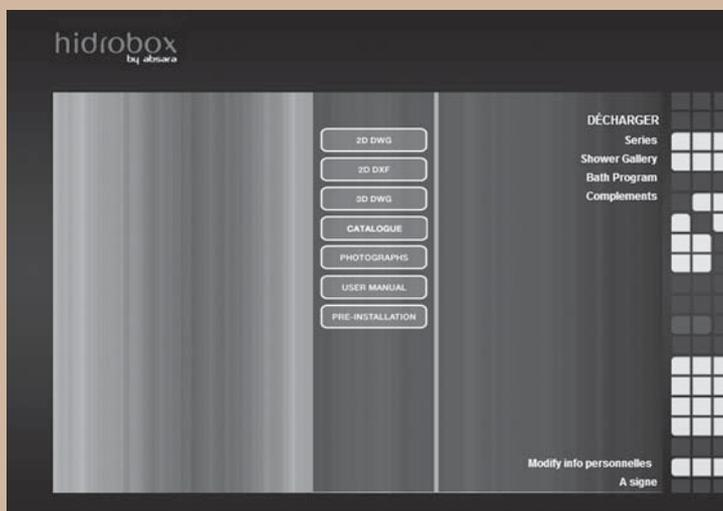 hidrobox
by absara
2D DWG
2D DXF
3D DWG
CATALOGUE
PHOTOGRAPHS
USER MANUAL
PRE-INSTALLATION
DÉCHARGER
Series
Shower Gallery
Bath Program
Complements
Modify info personnelles
A signe